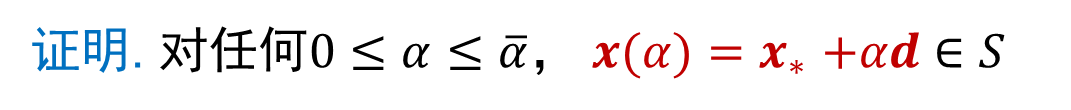 证明. 对任何0 ≤ α ≤ ᾱ， x(α) = x∗ +αd ∈ S